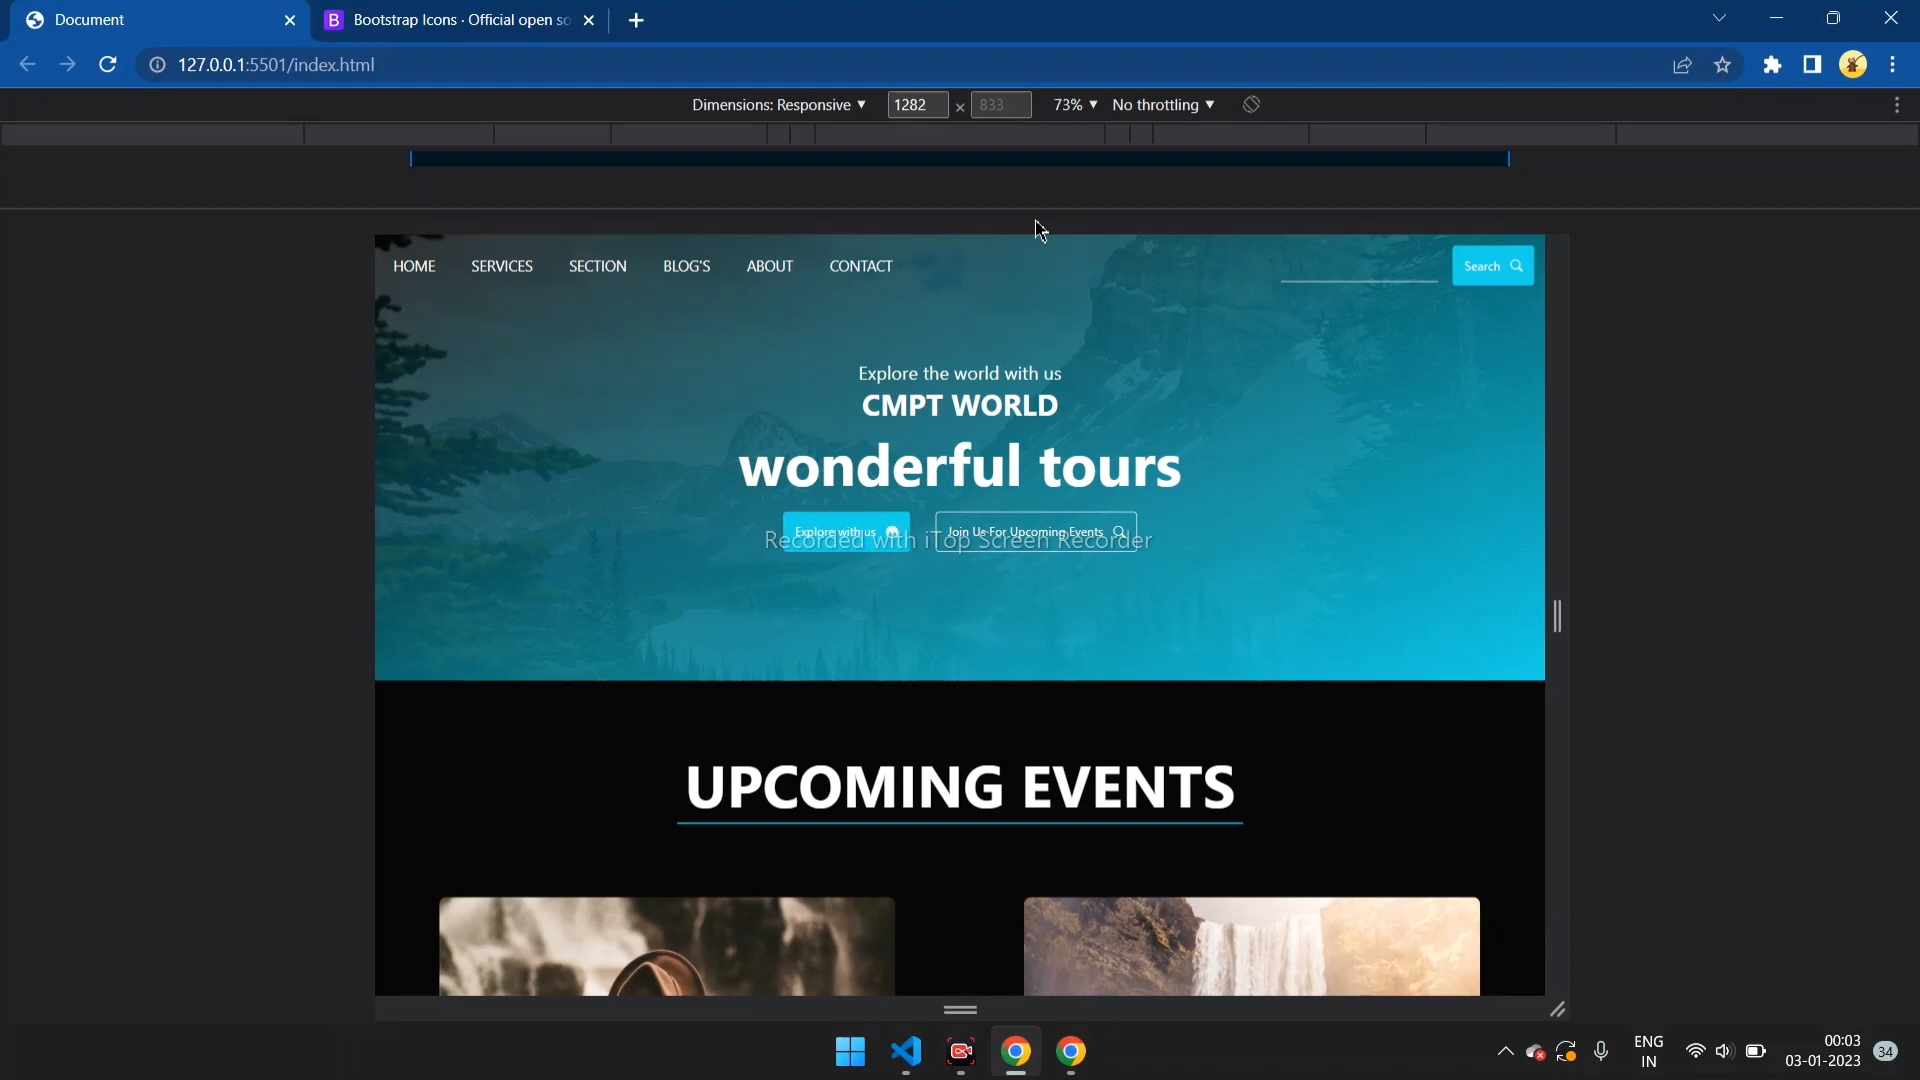 Document
Bootstrap Icons · Official open so
127.0.0.1:5501/index.html
Dimensions: Responsive 1282 × 833 73% No throttling
HOME SERVICES SECTION BLOG'S ABOUT CONTACT Search
Explore the world with us
CMPT WORLD
wonderful tours
Explore with us Join Us For Upcoming Events
Recorded with iTop Screen Recorder
UPCOMING EVENTS
ENG 00:03
IN 03-01-2023 34